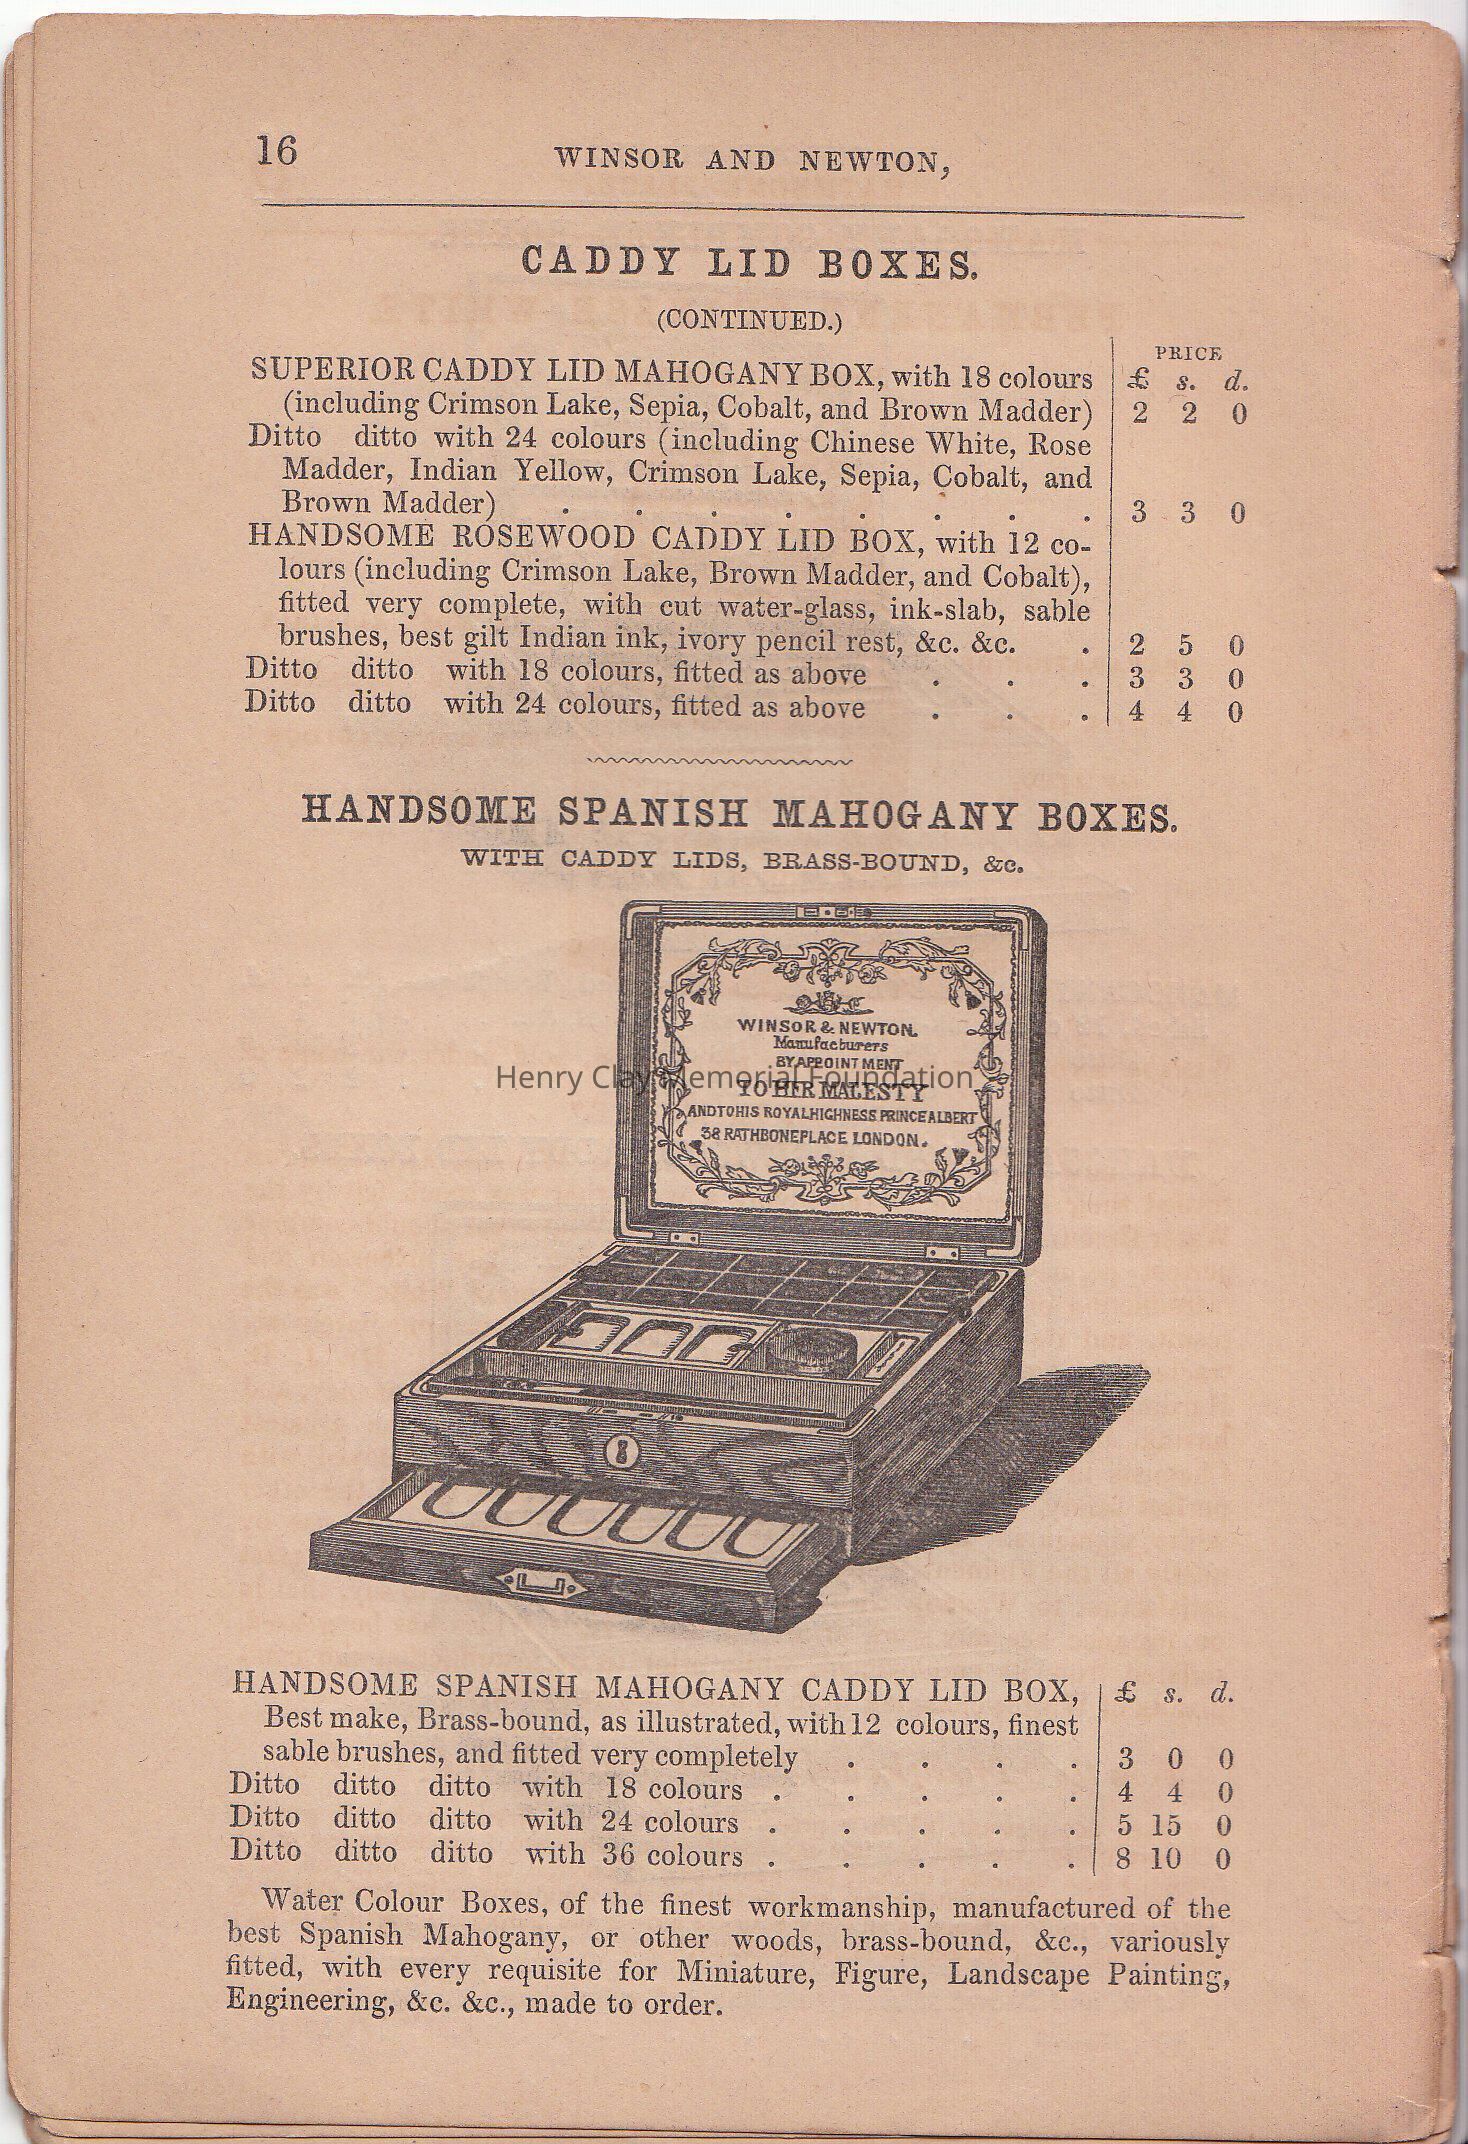 16 WINSOR AND NEWTON,
CADDY LID BOXES.
(CONTINUED.)
PRICE
£ s. d.
SUPERIOR CADDY LID MAHOGANY BOX, with 18 colours
(including Crimson Lake, Sepia, Cobalt, and Brown Madder) 2 2 0
Ditto ditto with 24 colours (including Chinese White, Rose
Madder, Indian Yellow, Crimson Lake, Sepia, Cobalt, and
Brown Madder) . . . . . . . . 3 3 0
HANDSOME ROSEWOOD CADDY LID BOX, with 12 co-
lours (including Crimson Lake, Brown Madder, and Cobalt),
fitted very complete, with cut water-glass, ink-slab, sable
brushes, best gilt Indian ink, ivory pencil rest, &c. &c. . 2 5 0
Ditto ditto with 18 colours, fitted as above . . . 3 3 0
Ditto ditto with 24 colours, fitted as above . . . 4 4 0
HANDSOME SPANISH MAHOGANY BOXES.
WITH CADDY LIDS, BRASS-BOUND, &c.
WINSOR & NEWTON.
Manufacturers
BY APPOINTMENT
Henry Clay Memorial Foundation
TO HER MALESTY
AND TO HIS ROYAL HIGHNESS PRINCE ALBERT
38 RATHBONE PLACE LONDON.
HANDSOME SPANISH MAHOGANY CADDY LID BOX, £ s. d.
Best make, Brass-bound, as illustrated, with 12 colours, finest
sable brushes, and fitted very completely . . . . 3 0 0
Ditto ditto ditto with 18 colours . . . . . 4 4 0
Ditto ditto ditto with 24 colours . . . . . 5 15 0
Ditto ditto ditto with 36 colours . . . . . 8 10 0
Water Colour Boxes, of the finest workmanship, manufactured of the
best Spanish Mahogany, or other woods, brass-bound, &c., variously
fitted, with every requisite for Miniature, Figure, Landscape Painting,
Engineering, &c. &c., made to order.